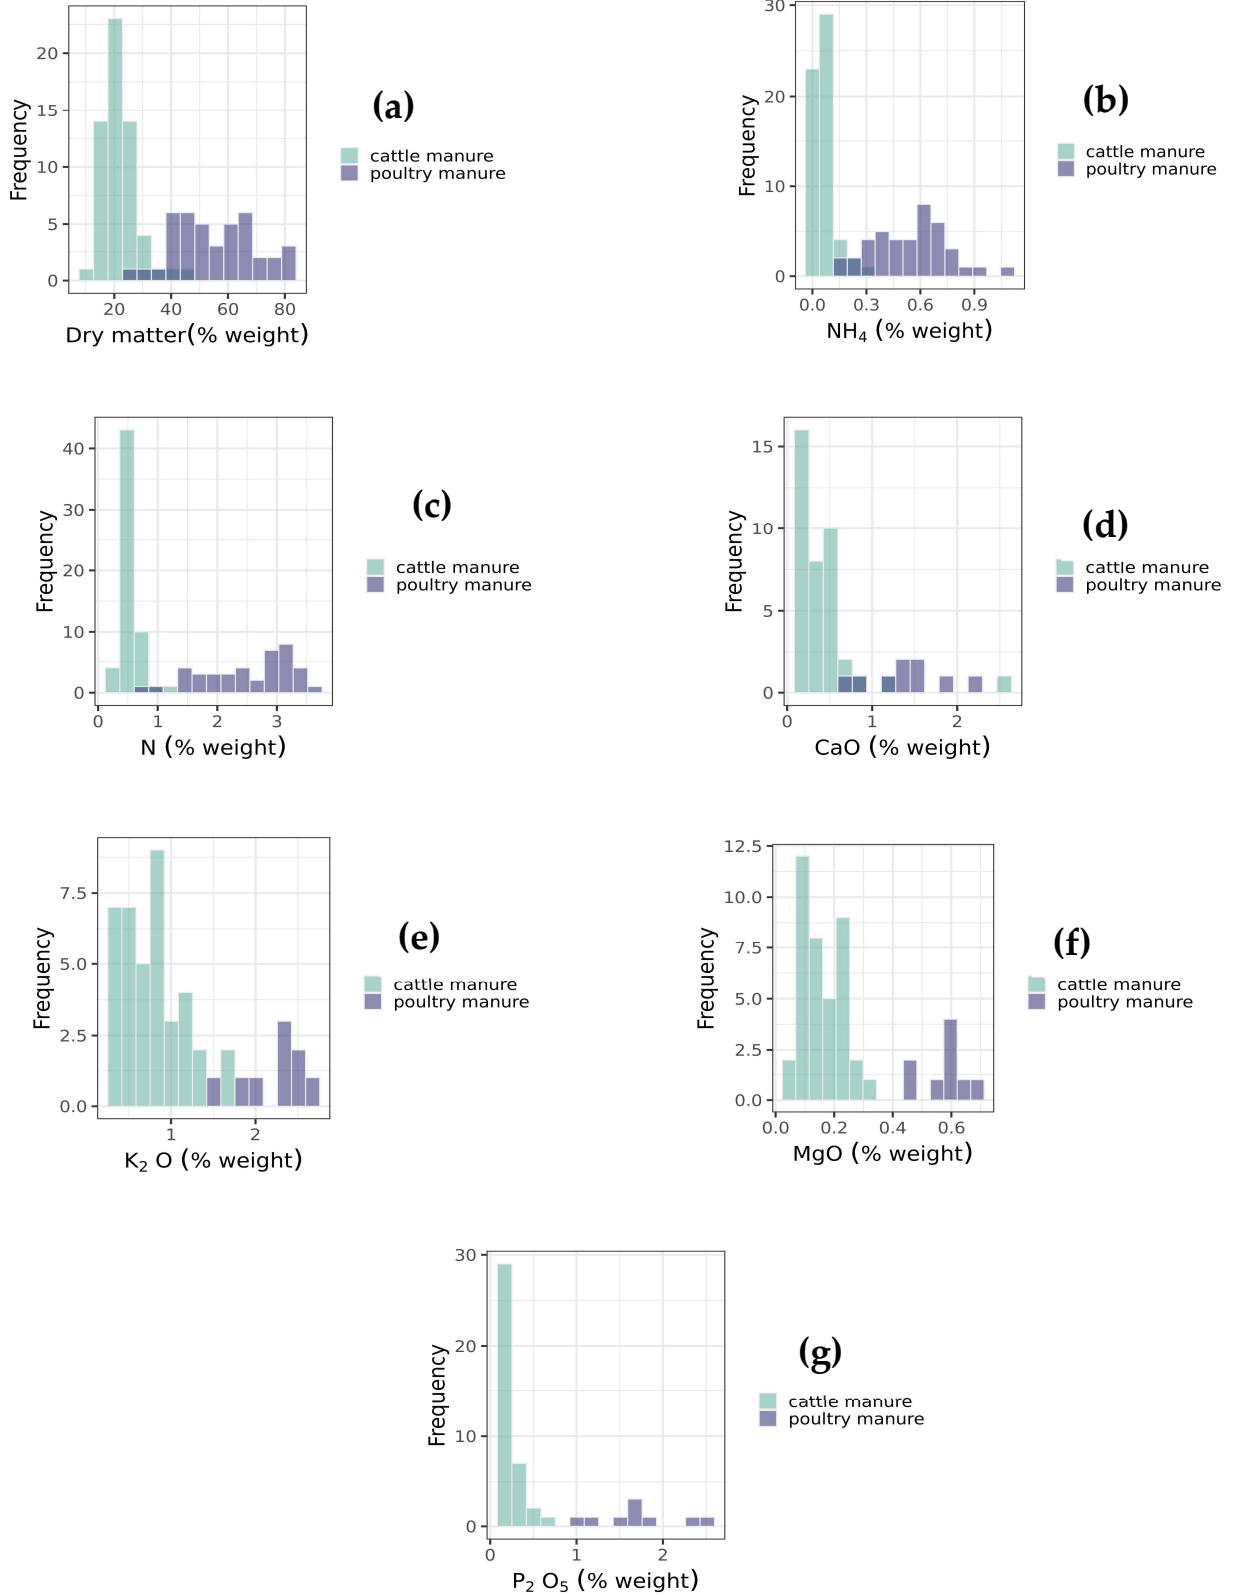 20
15
10
5
0
Frequency
20 40 60 80
Dry matter(% weight)
(a)
cattle manure
poultry manure
30
20
10
0
Frequency
0.0 0.3 0.6 0.9
NH₄ (% weight)
(b)
cattle manure
poultry manure
40
30
20
10
0
Frequency
0 1 2 3
N (% weight)
(c)
cattle manure
poultry manure
15
10
5
0
Frequency
0 1 2
CaO (% weight)
(d)
cattle manure
poultry manure
7.5
5.0
2.5
0.0
Frequency
1 2
K₂ O (% weight)
(e)
cattle manure
poultry manure
12.5
10.0
7.5
5.0
2.5
0.0
Frequency
0.0 0.2 0.4 0.6
MgO (% weight)
(f)
cattle manure
poultry manure
30
20
10
0
Frequency
0 1 2
P₂ O₅ (% weight)
(g)
cattle manure
poultry manure